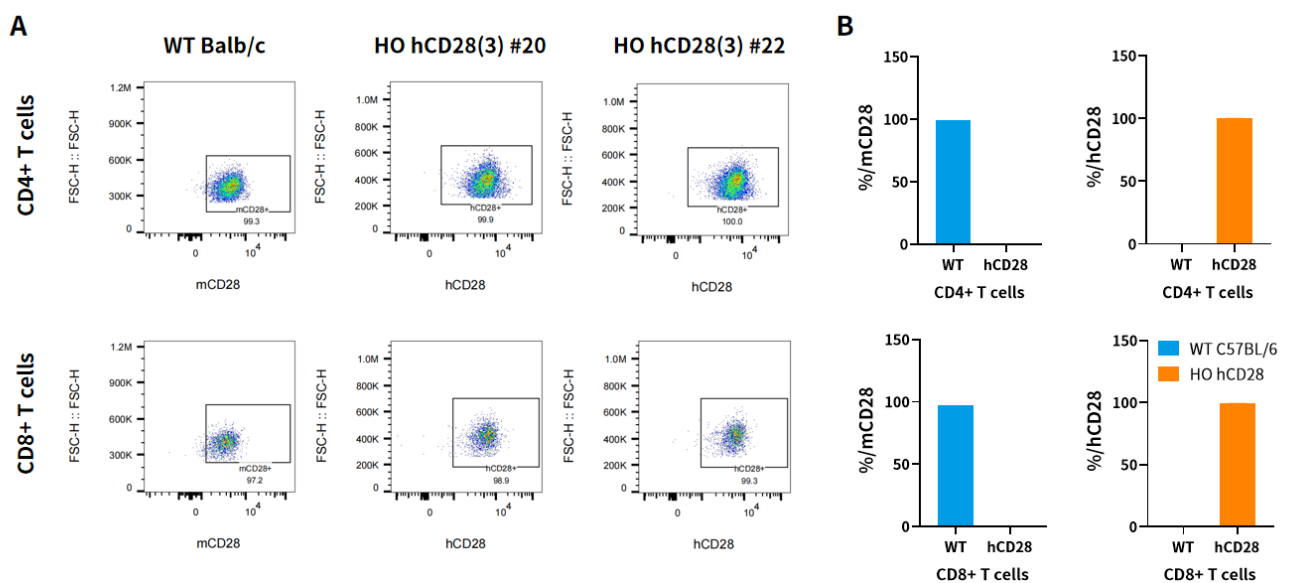 A
WT Balb/c
HO hCD28(3) #20
HO hCD28(3) #22
CD4+ T cells
FSC-H :: FSC-H
1.2M
900K
600K
300K
0
mCD28+
99.3
0
10^4
mCD28
FSC-H :: FSC-H
1.0M
800K
600K
400K
200K
0
hCD28+
99.9
0
10^4
hCD28
FSC-H :: FSC-H
1.0M
800K
600K
400K
200K
0
hCD28+
100.0
0
10^4
hCD28
CD8+ T cells
FSC-H :: FSC-H
1.2M
900K
600K
300K
0
mCD28+
97.2
0
10^4
mCD28
FSC-H :: FSC-H
1.0M
800K
600K
400K
200K
0
hCD28+
98.9
0
10^4
hCD28
FSC-H :: FSC-H
1.0M
800K
600K
400K
200K
0
hCD28+
99.3
0
10^4
hCD28
B
%/mCD28
150
100
50
0
WT hCD28
CD4+ T cells
%/hCD28
150
100
50
0
WT hCD28
CD4+ T cells
%/mCD28
150
100
50
0
WT hCD28
CD8+ T cells
%/hCD28
150
100
50
0
WT C57BL/6
HO hCD28
WT hCD28
CD8+ T cells